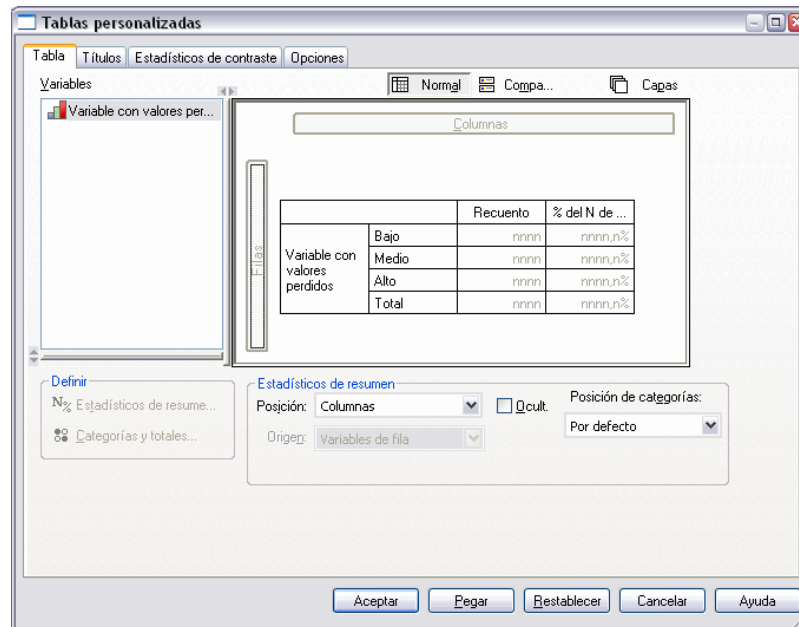 Tablas personalizadas
Tabla Títulos Estadísticos de contraste Opciones
Variables
Normal Compa... Capas
Variable con valores per...
Columnas
Filas
Recuento % del N de ...
Variable con valores perdidos
Bajo nnnn nnnn,n%
Medio nnnn nnnn,n%
Alto nnnn nnnn,n%
Total nnnn nnnn,n%
Definir
N% Estadísticos de resume...
Categorías y totales...
Estadísticos de resumen
Posición: Columnas
Ocult.
Posición de categorías:
Por defecto
Origen: Variables de fila
Aceptar Pegar Restablecer Cancelar Ayuda